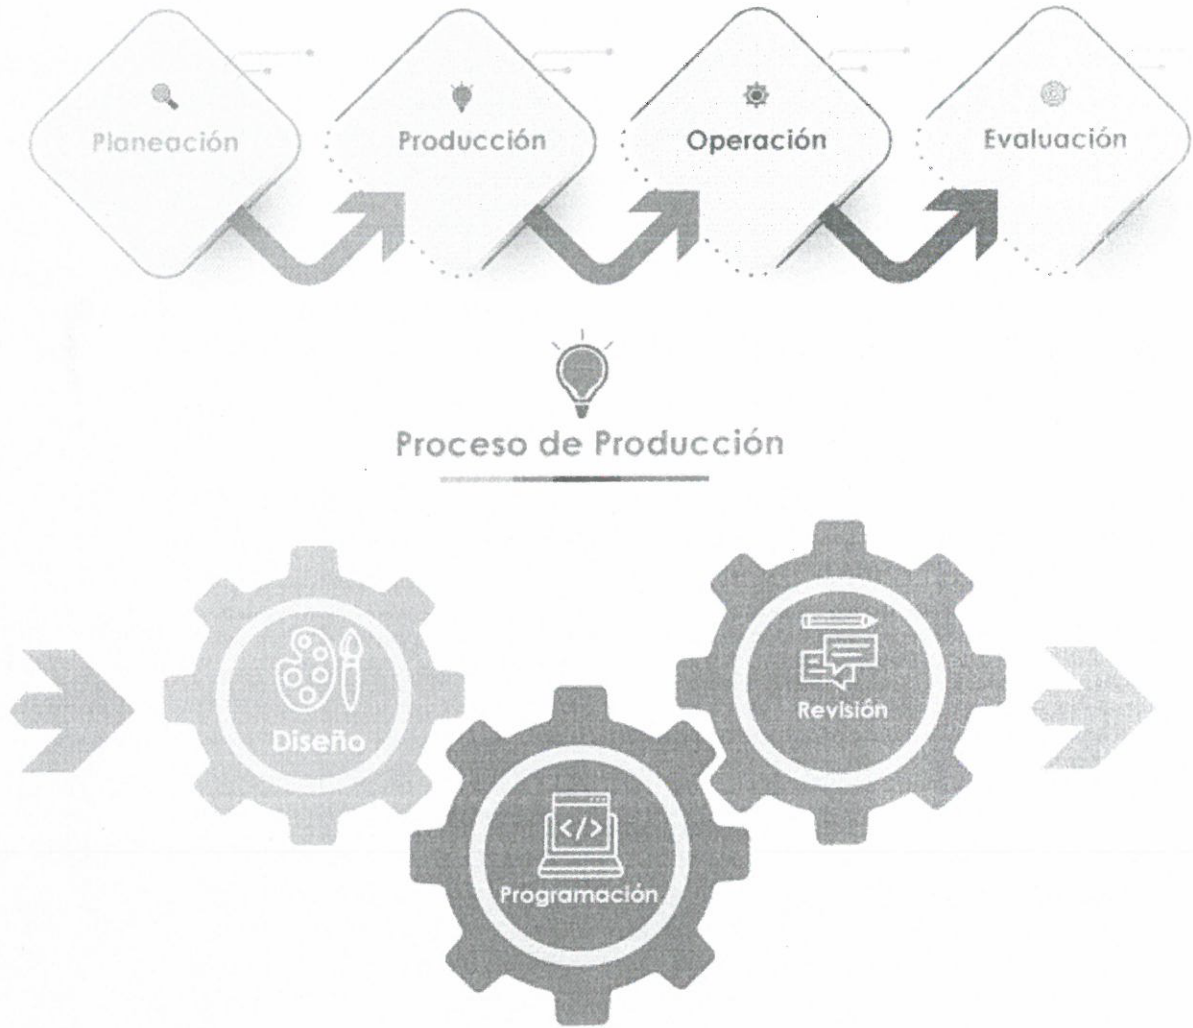 Planeación
Producción
Operación
Evaluación
Proceso de Producción
Diseño
Revisión
</>
Programación